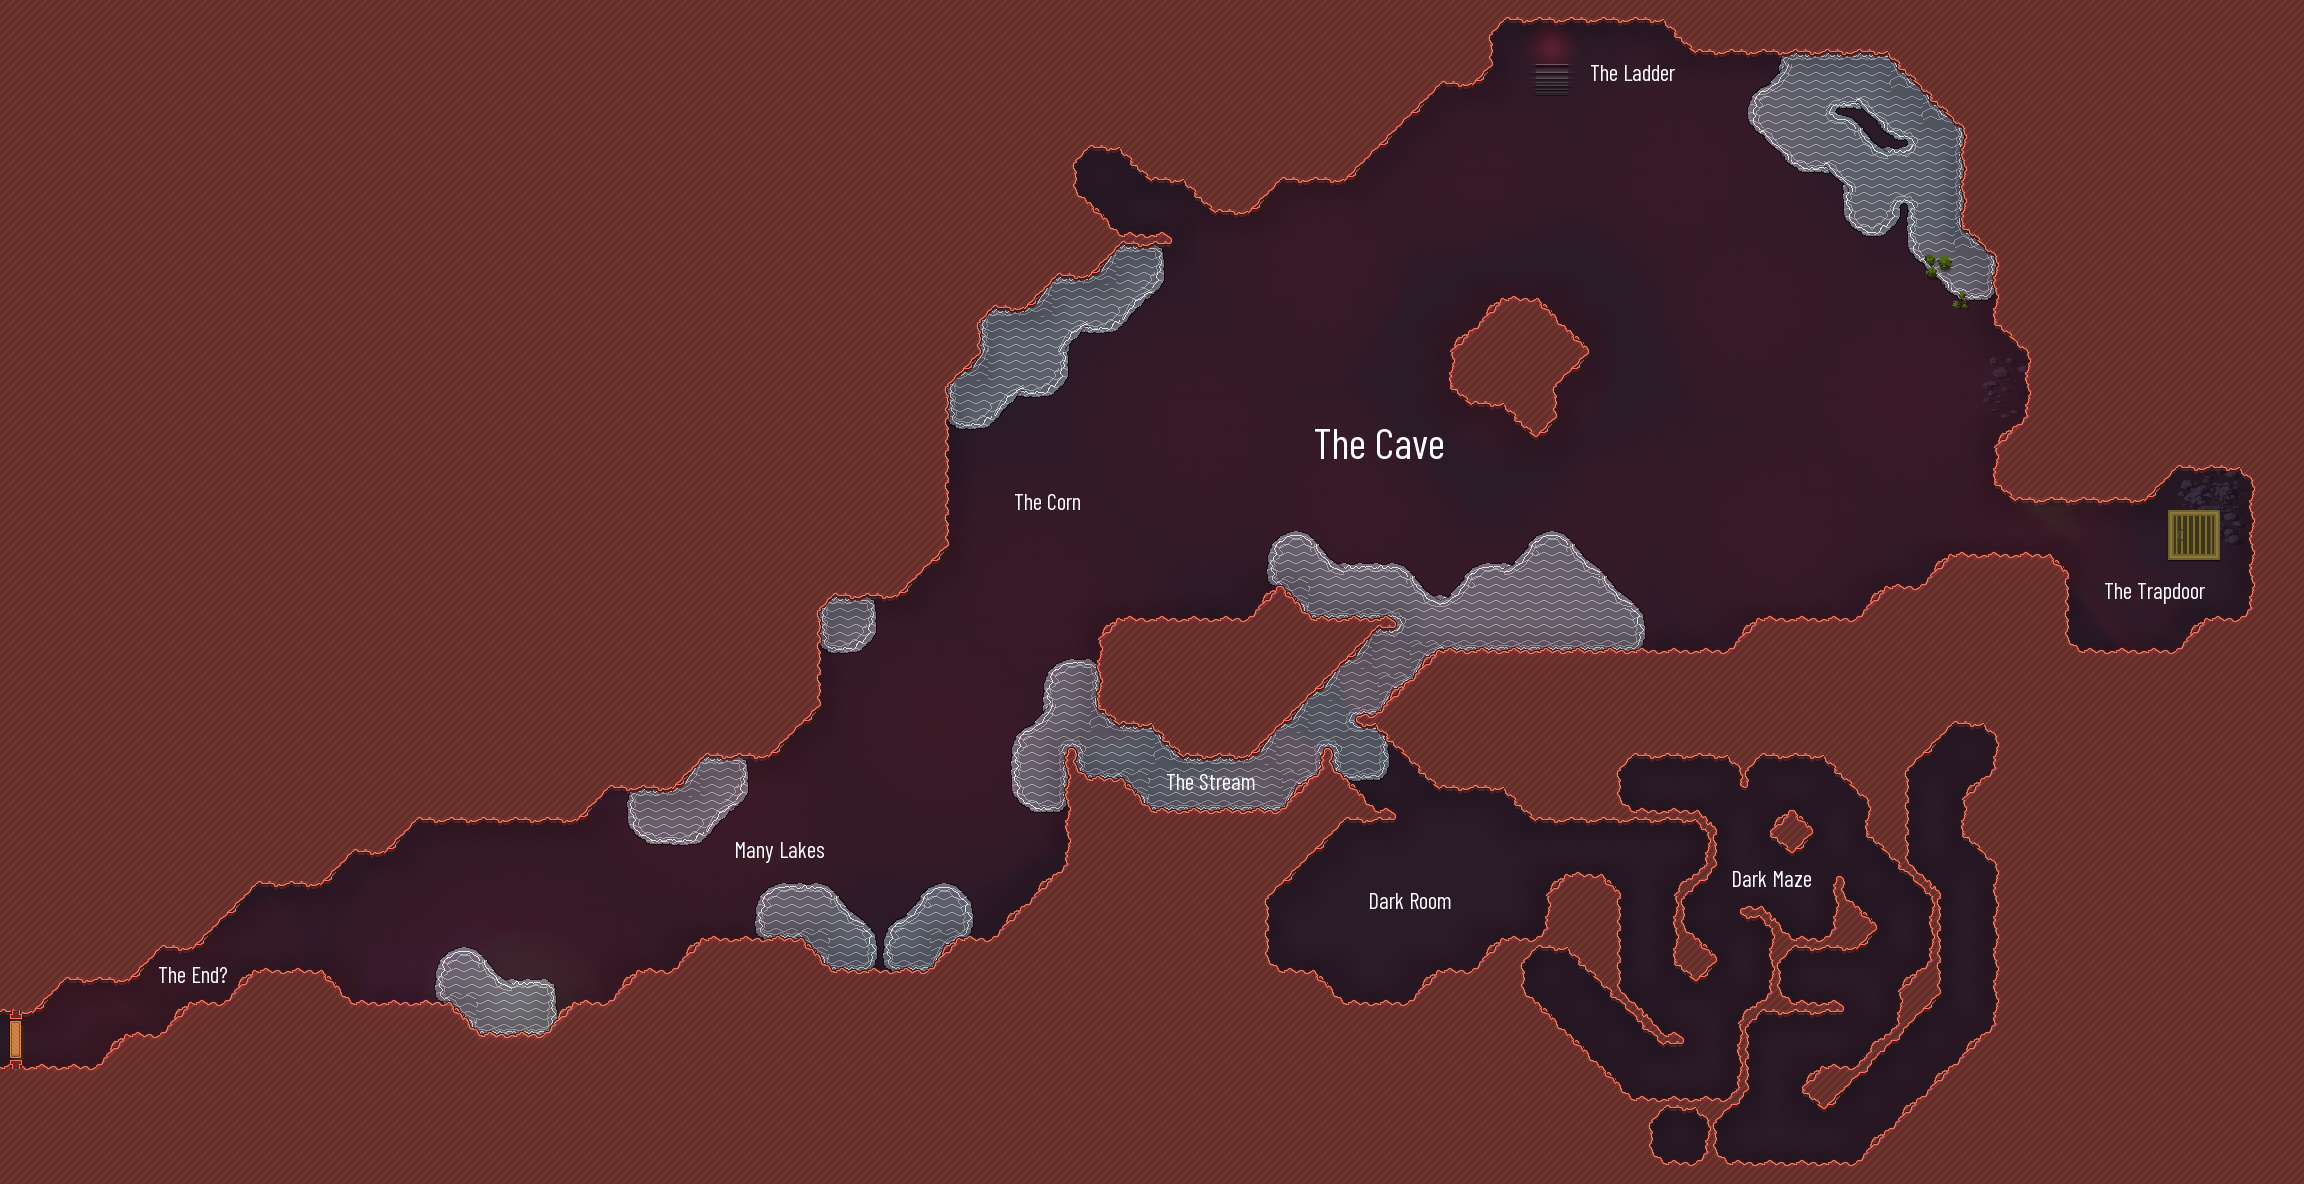 The Ladder
The Cave
The Corn
The Trapdoor
The Stream
Many Lakes
Dark Maze
Dark Room
The End?